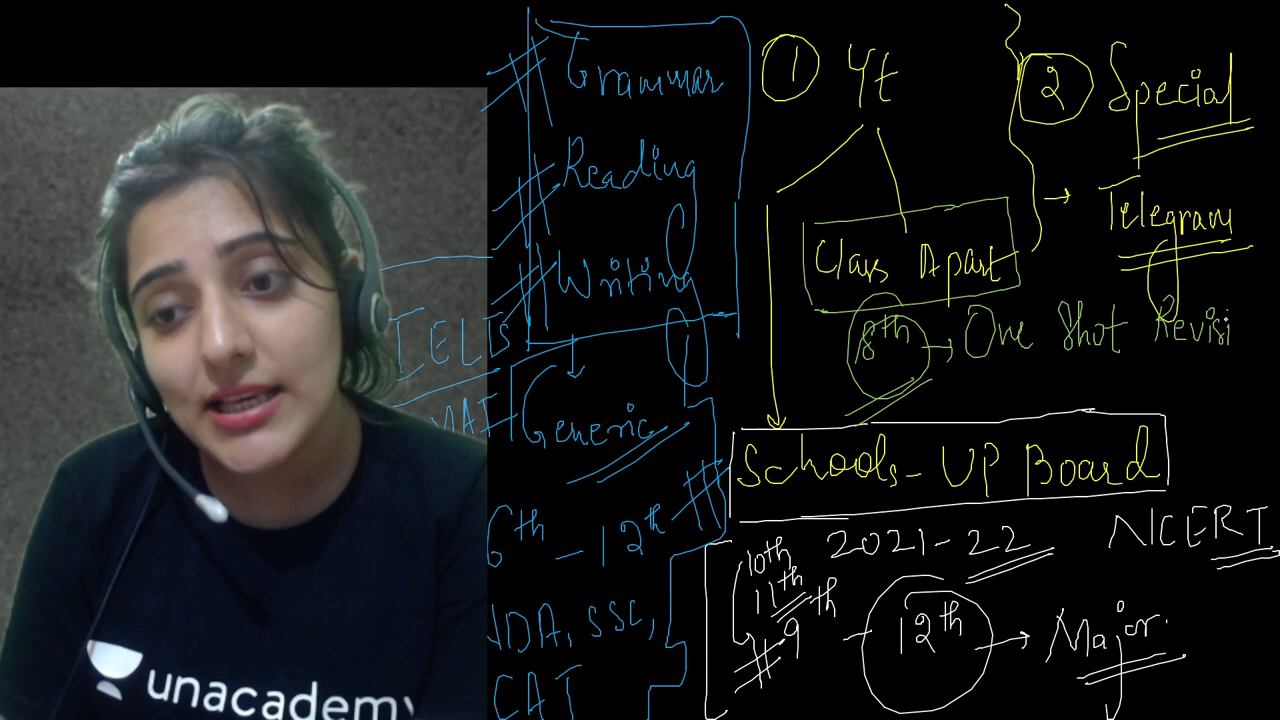 Grammar
Reading
Writing
IELTS
Generic
6th - 12th
NDA, SSC,
CAT
1 Yt
Class Apart
8th → One Shot Revisi
2 Special
→ Telegram
Schools - UP Board
2021-22 NCERT
10th
11th
# 9th - 12th → Major
unacademy